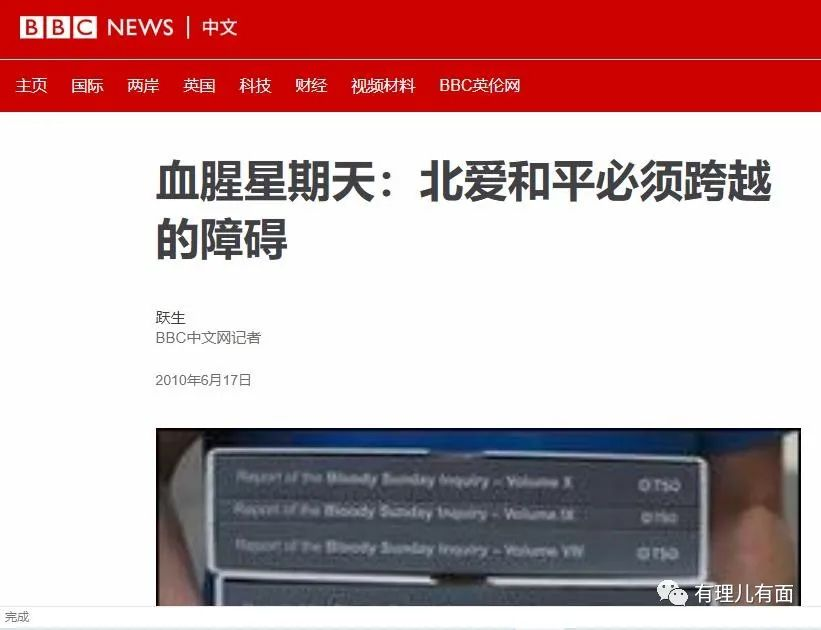 BBC NEWS | 中文
主页 国际 两岸 英国 科技 财经 视频材料 BBC英伦网
血腥星期天：北爱和平必须跨越
的障碍
跃生
BBC中文网记者
2010年6月17日
Report of the Bloody Sunday Inquiry – Volume X
Report of the Bloody Sunday Inquiry – Volume IX
Report of the Bloody Sunday Inquiry – Volume VIII
有理儿有面
完成